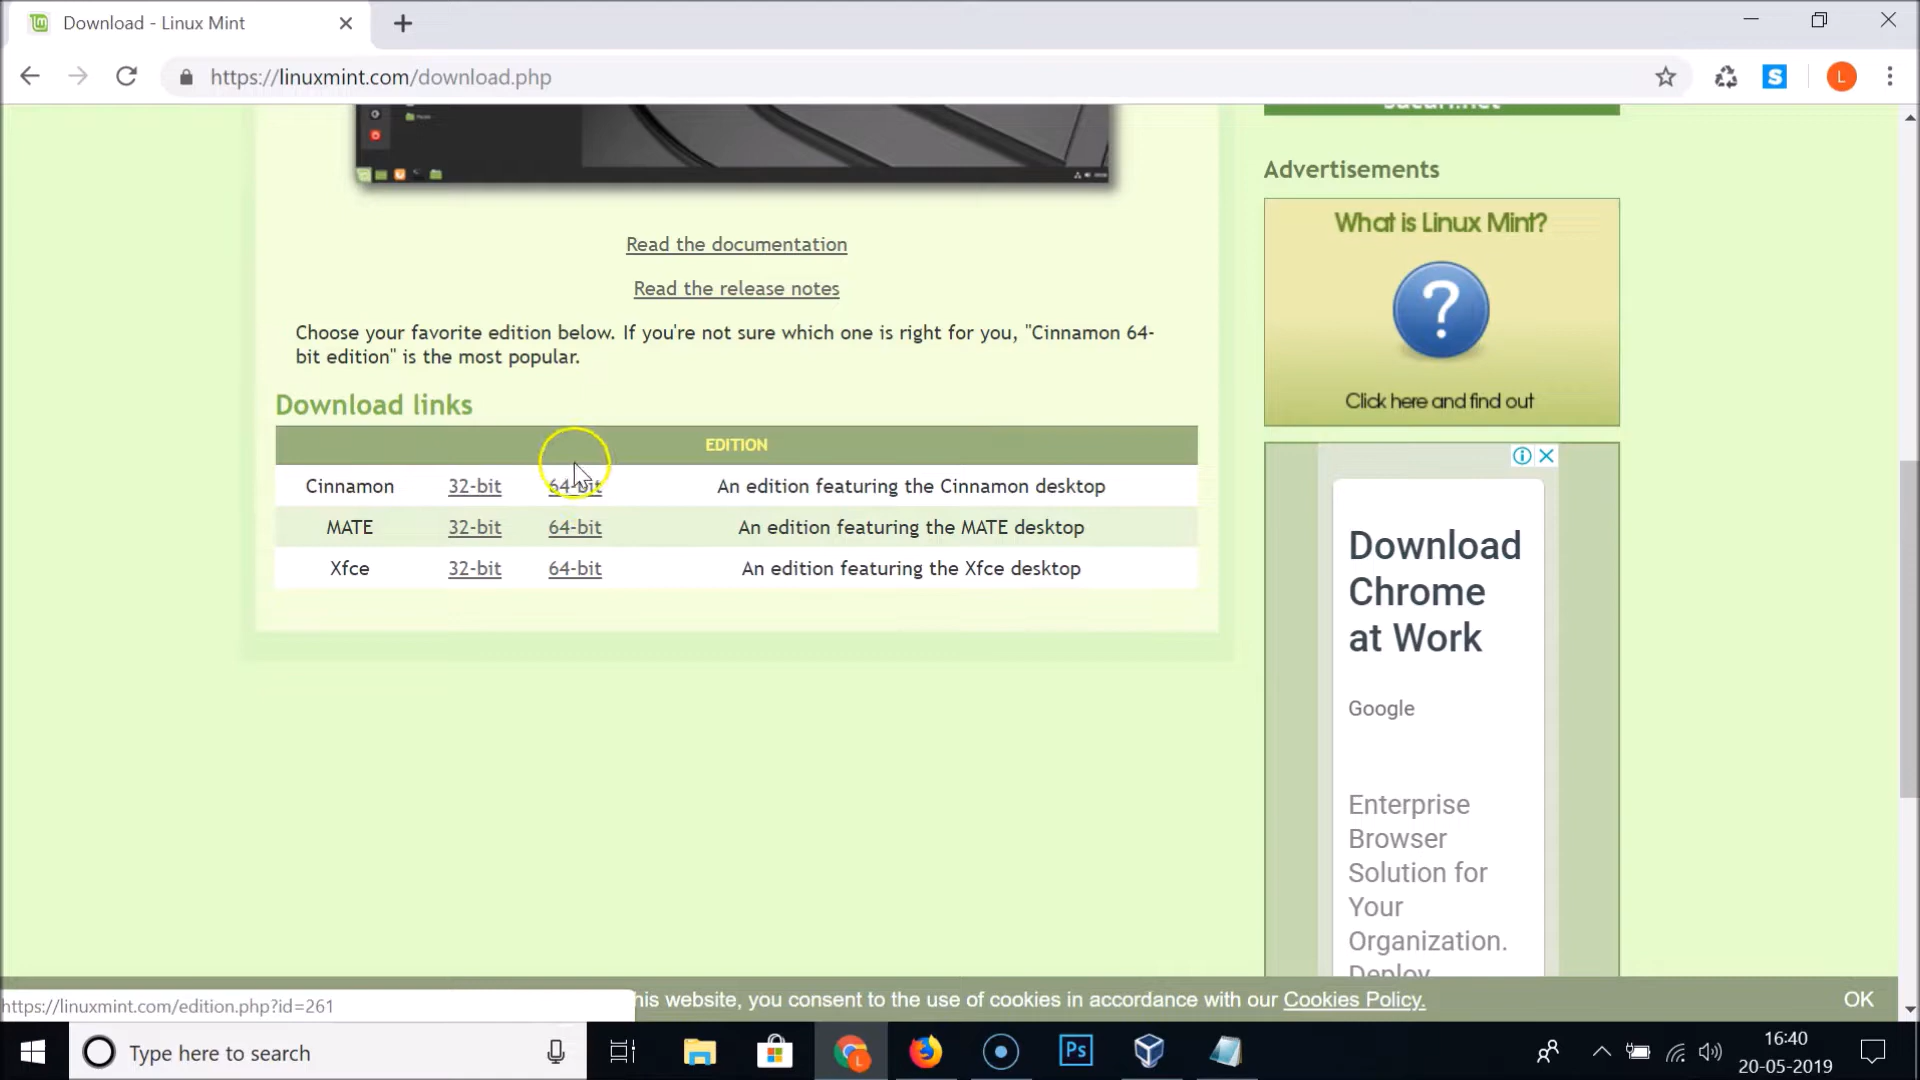 Download - Linux Mint
https://linuxmint.com/download.php
L
S
Advertisements
What is Linux Mint?
?
Click here and find out
Read the documentation
Read the release notes
Choose your favorite edition below. If you're not sure which one is right for you, "Cinnamon 64-
bit edition" is the most popular.
Download links
EDITION
Cinnamon 32-bit 64-bit An edition featuring the Cinnamon desktop
MATE 32-bit 64-bit An edition featuring the MATE desktop
Xfce 32-bit 64-bit An edition featuring the Xfce desktop
Download
Chrome
at Work
Google
Enterprise
Browser
Solution for
Your
Organization.
Deploy
https://linuxmint.com/edition.php?id=261
his website, you consent to the use of cookies in accordance with our Cookies Policy.
OK
Type here to search
L
Ps
16:40
20-05-2019